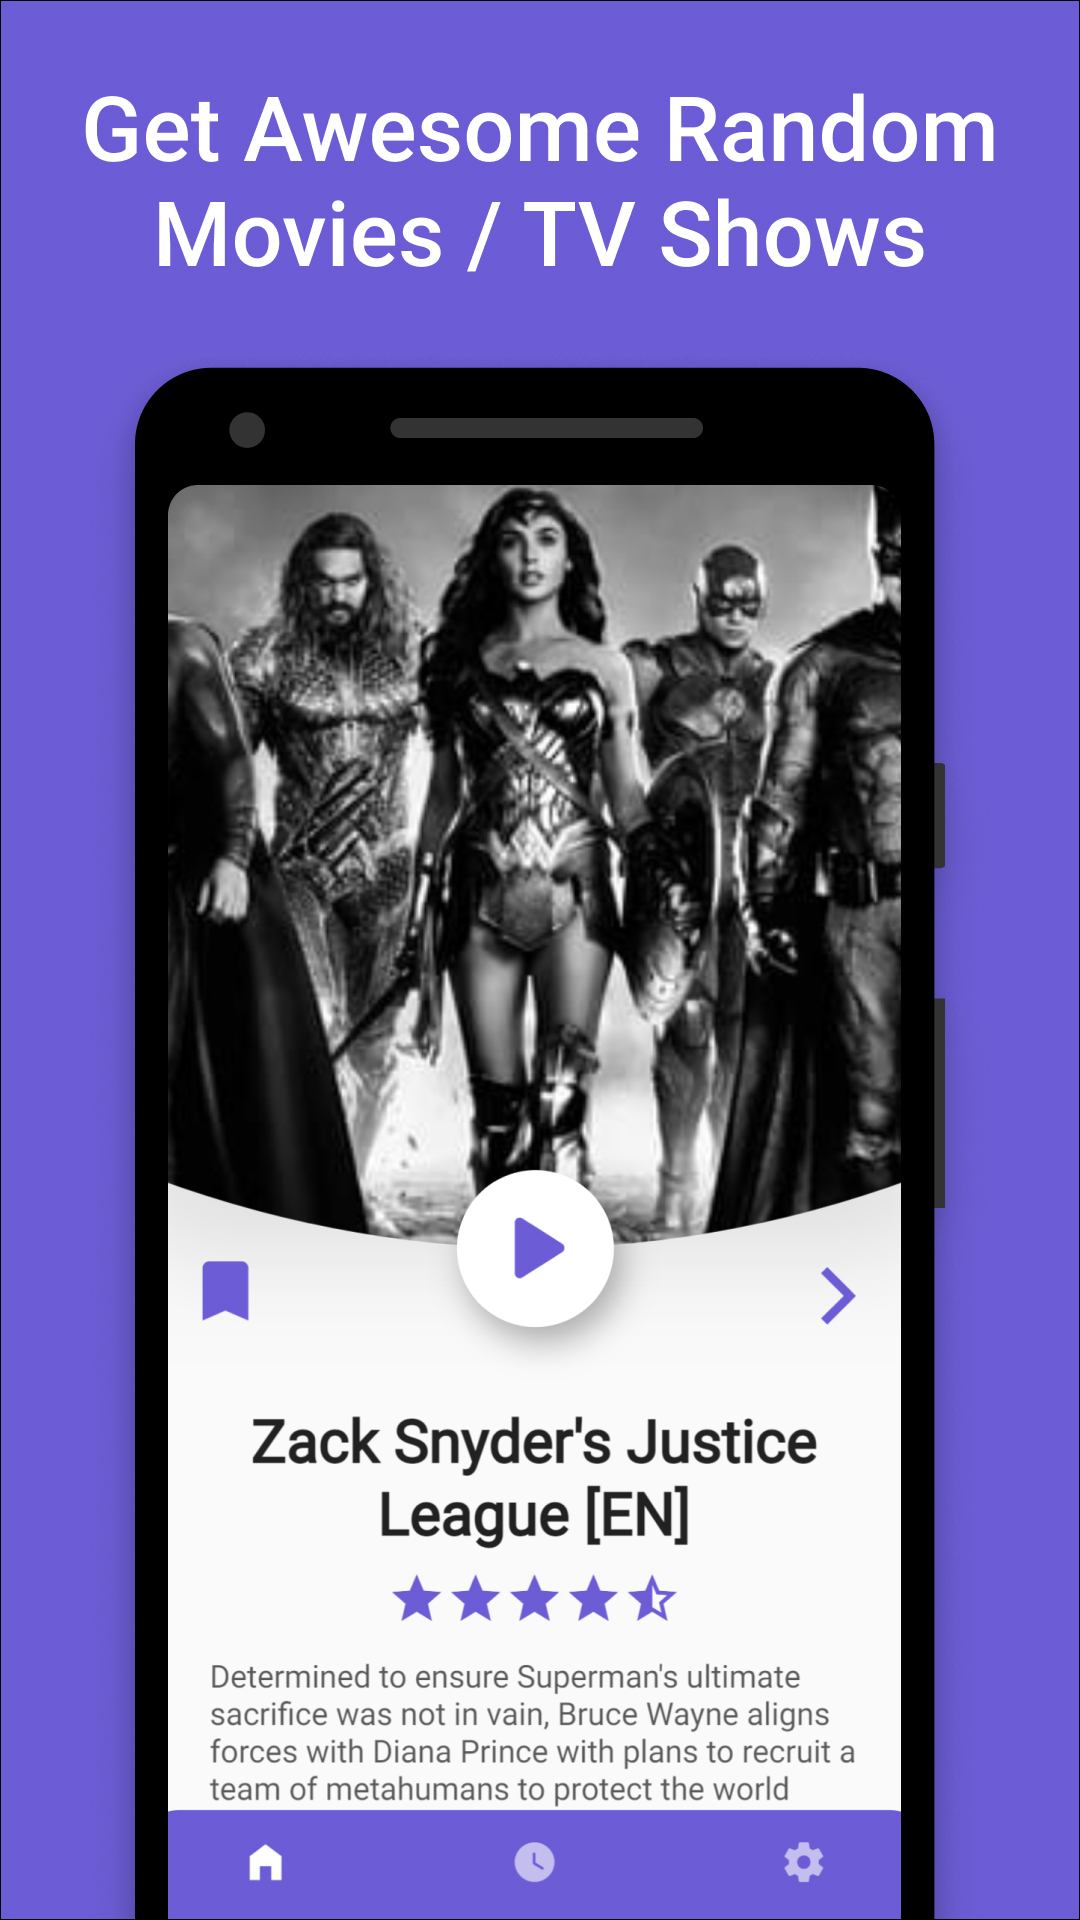 Get Awesome Random
Movies / TV Shows
Zack Snyder's Justice
League [EN]
Determined to ensure Superman's ultimate
sacrifice was not in vain, Bruce Wayne aligns
forces with Diana Prince with plans to recruit a
team of metahumans to protect the world